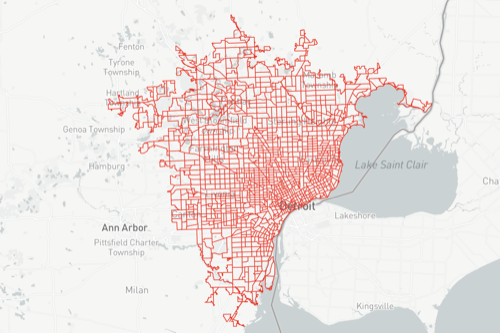 Fenton
Tyrone
Township
Hartland
Township
Genoa Township
Hamburg
Lake Saint Clair
Ann Arbor
Detroit
Lakeshore
Pittsfield Charter
Township
Milan
Kingsville
Cha